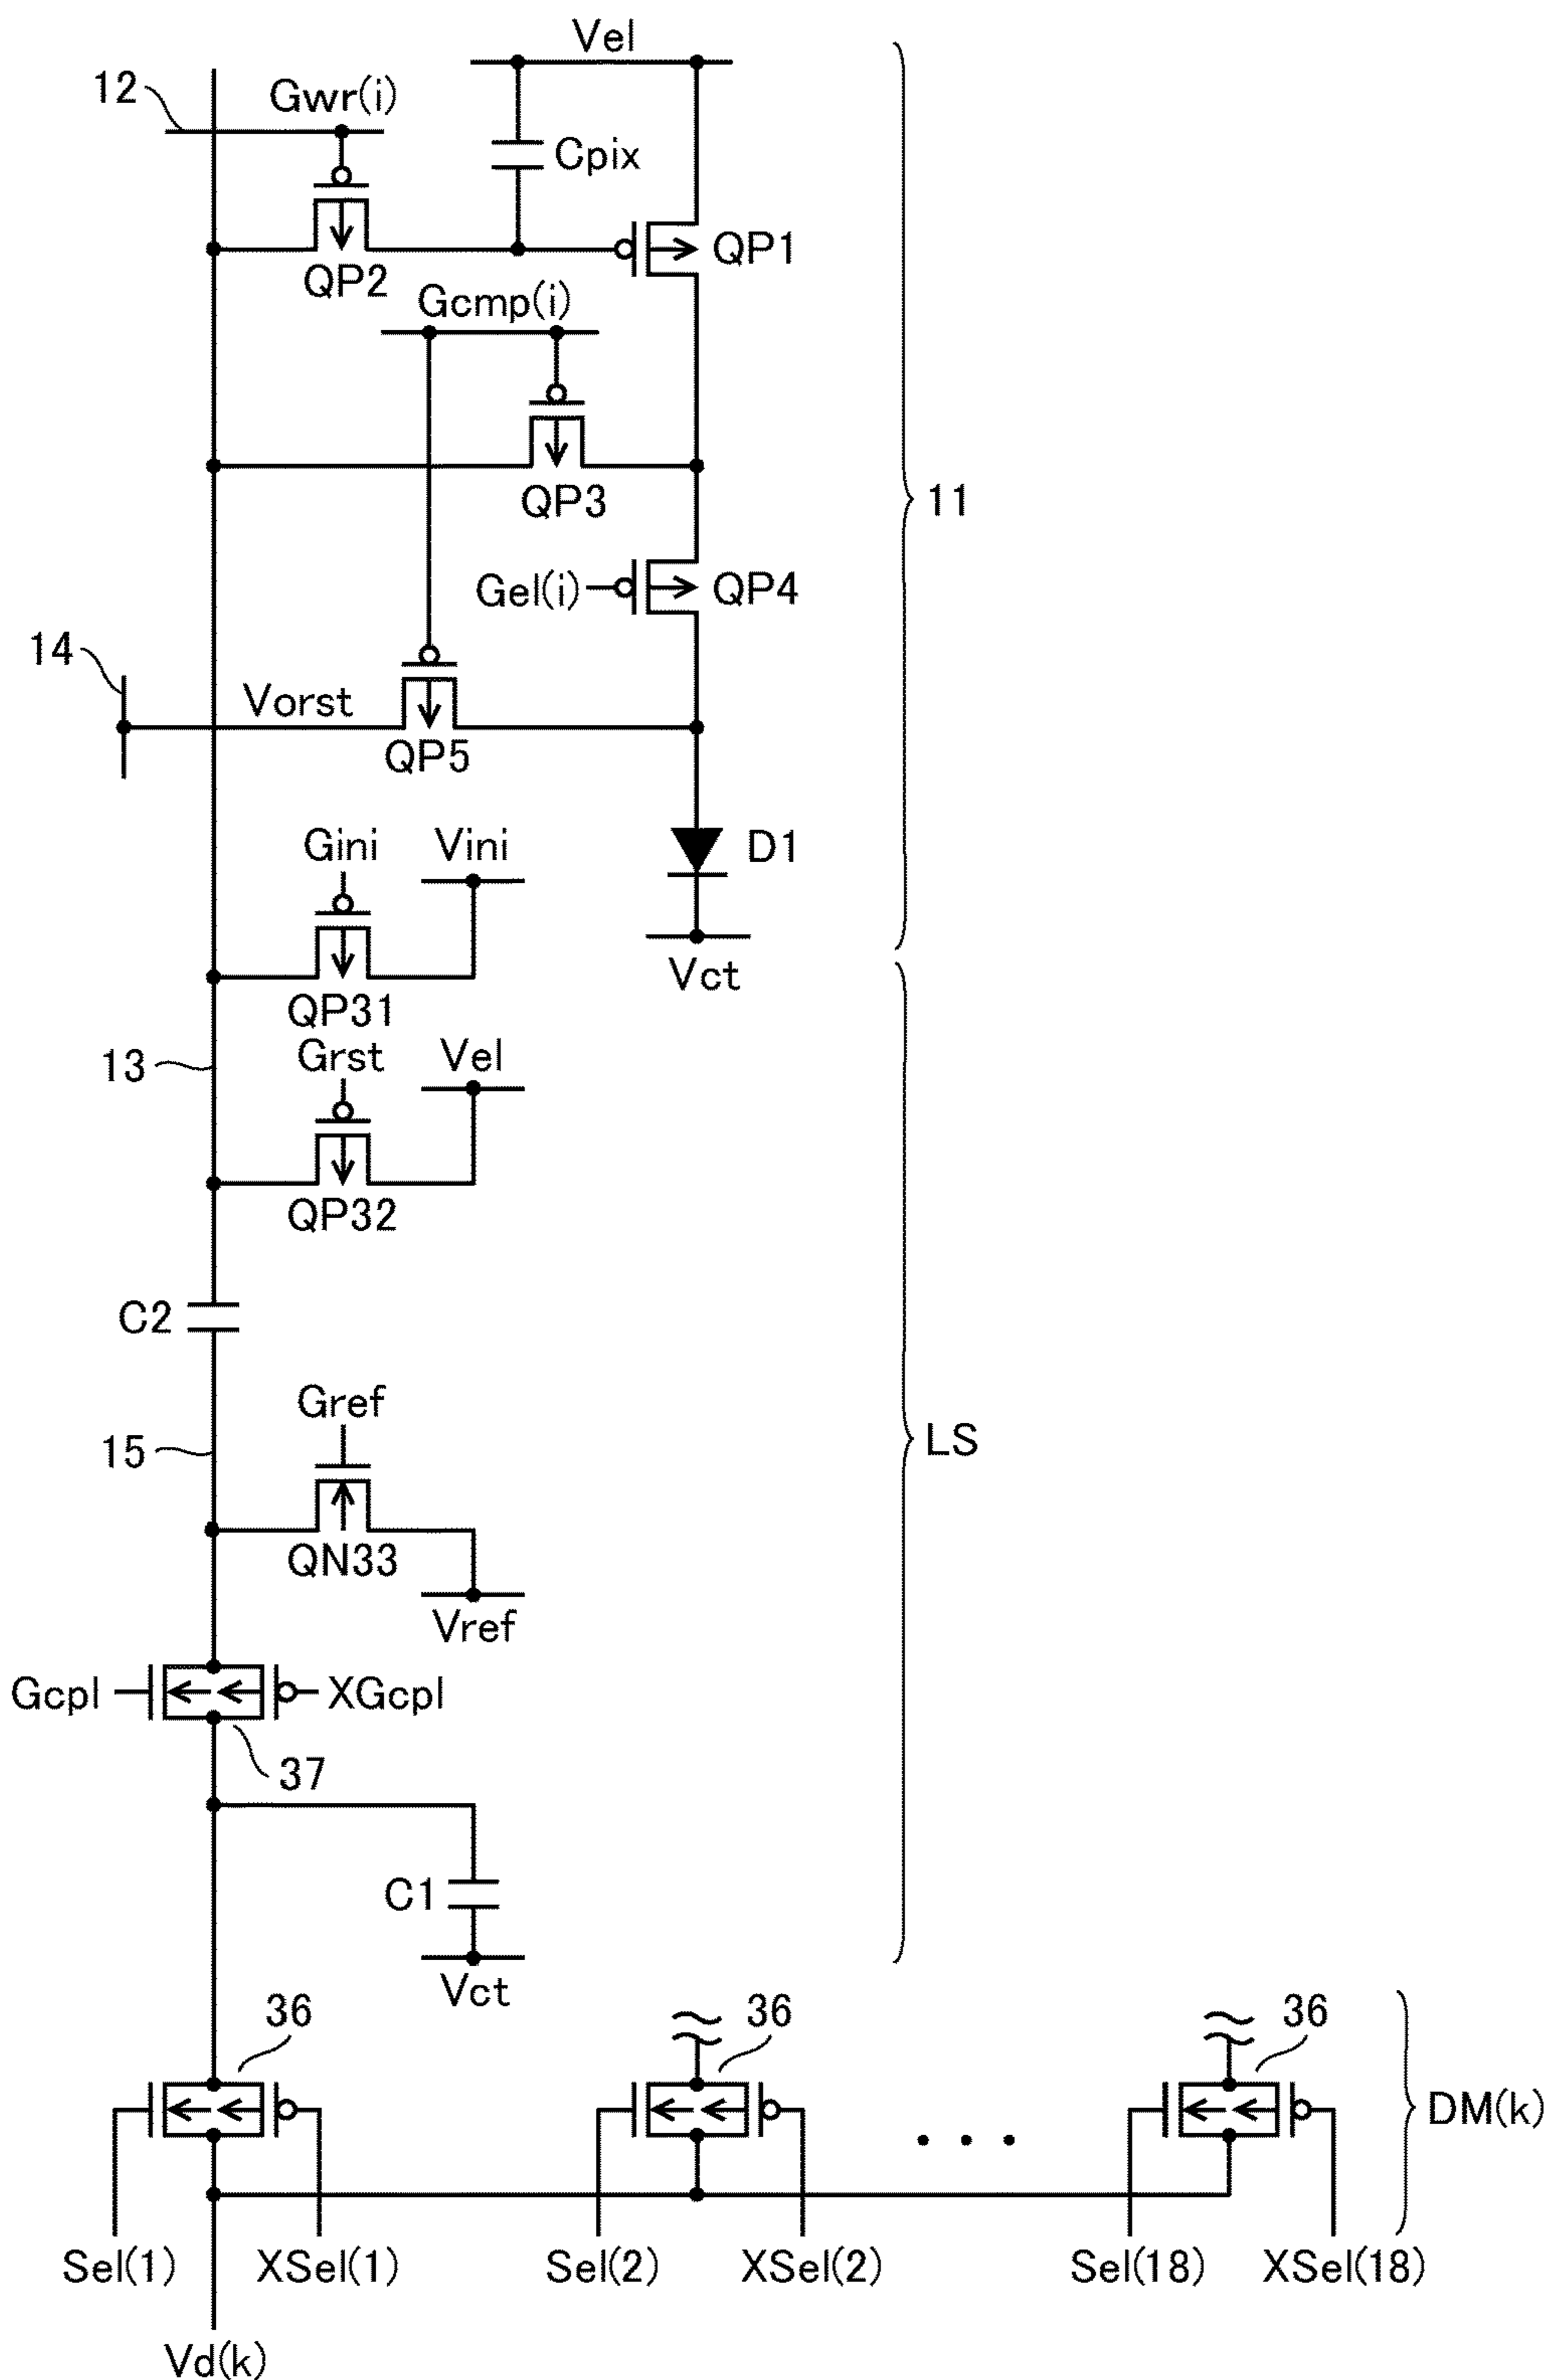 Vel
12
Gwr(i)
Cpix
QP1
QP2
Gcmp(i)
QP3
11
Gel(i)
QP4
14
Vorst
QP5
Gini
Vini
D1
QP31
Vct
13
Grst
Vel
QP32
C2
Gref
15
LS
QN33
Vref
Gcpl
XGcpl
37
C1
Vct
36
36
36
DM(k)
Sel(1)
XSel(1)
Sel(2)
XSel(2)
Sel(18)
XSel(18)
Vd(k)